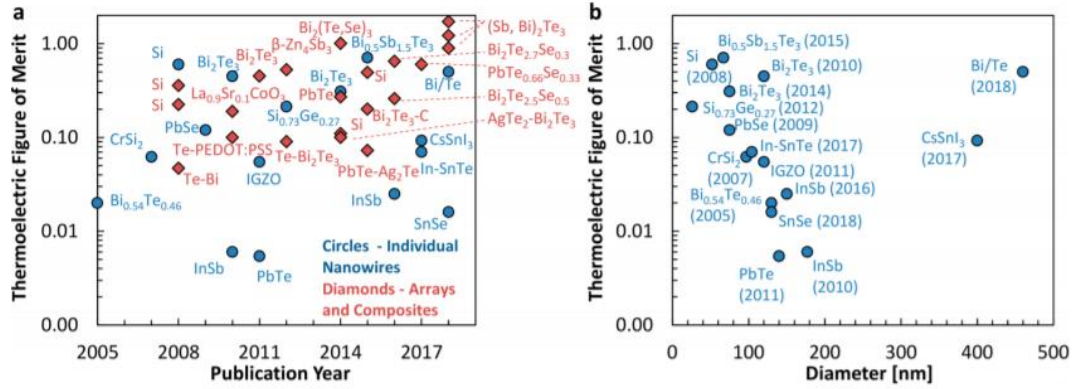 a
Thermoelectric Figure of Merit
1.00
0.10
0.01
0.00
2005
2008
2011
2014
2017
Publication Year
Si
Bi₂Te₃
Bi₂Te₃
β-Zn₄Sb₃
Bi₂(Te,Se)₃
Bi₀.₅Sb₁.₅Te₃
(Sb, Bi)₂Te₃
Bi₂Te₂.₇Se₀.₃
PbTe₀.₆₆Se₀.₃₃
Bi₂Te₂.₅Se₀.₅
AgTe₂-Bi₂Te₃
Si
Si
La₀.₉Sr₀.₁CoO₃
Bi₂Te₃
PbTe
Si
Bi/Te
Si₀.₇₃Ge₀.₂₇
Bi₂Te₃-C
Si
CrSi₂
PbSe
Te-PEDOT:PSS
Te-Bi₂Te₃
CsSnI₃
Te-Bi
IGZO
PbTe-Ag₂Te
In-SnTe
Bi₀.₅₄Te₀.₄₆
InSb
SnSe
InSb
PbTe
Circles - Individual
Nanowires
Diamonds - Arrays
and Composites
b
Thermoelectric Figure of Merit
1.00
0.10
0.01
0.00
0
100
200
300
400
500
Diameter [nm]
Bi₀.₅Sb₁.₅Te₃ (2015)
Si
(2008)
Bi₂Te₃ (2010)
Bi/Te
(2018)
Bi₂Te₃ (2014)
Si₀.₇₃Ge₀.₂₇ (2012)
PbSe (2009)
CsSnI₃
(2017)
In-SnTe (2017)
CrSi₂
(2007)
IGZO (2011)
InSb (2016)
Bi₀.₅₄Te₀.₄₆
(2005)
SnSe (2018)
PbTe
(2011)
InSb
(2010)